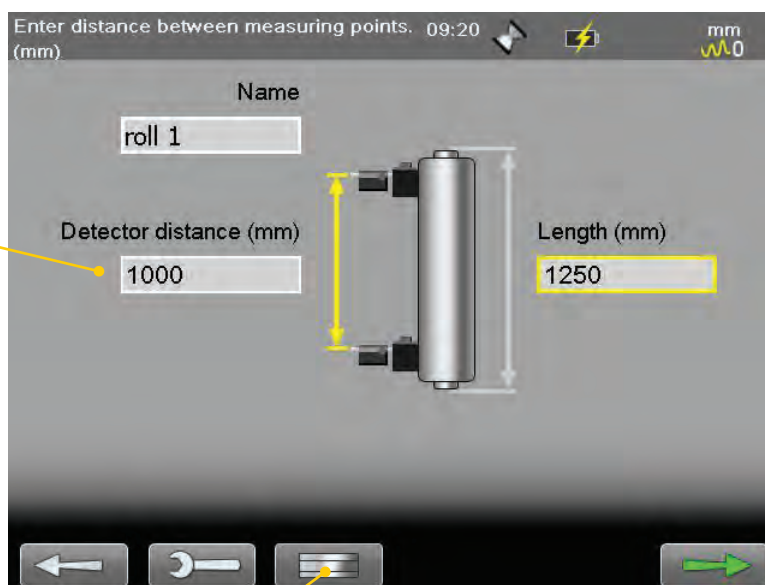 Enter distance between measuring points. 09:20 mm
(mm) 0
Name
roll 1
Detector distance (mm) Length (mm)
1000 1250